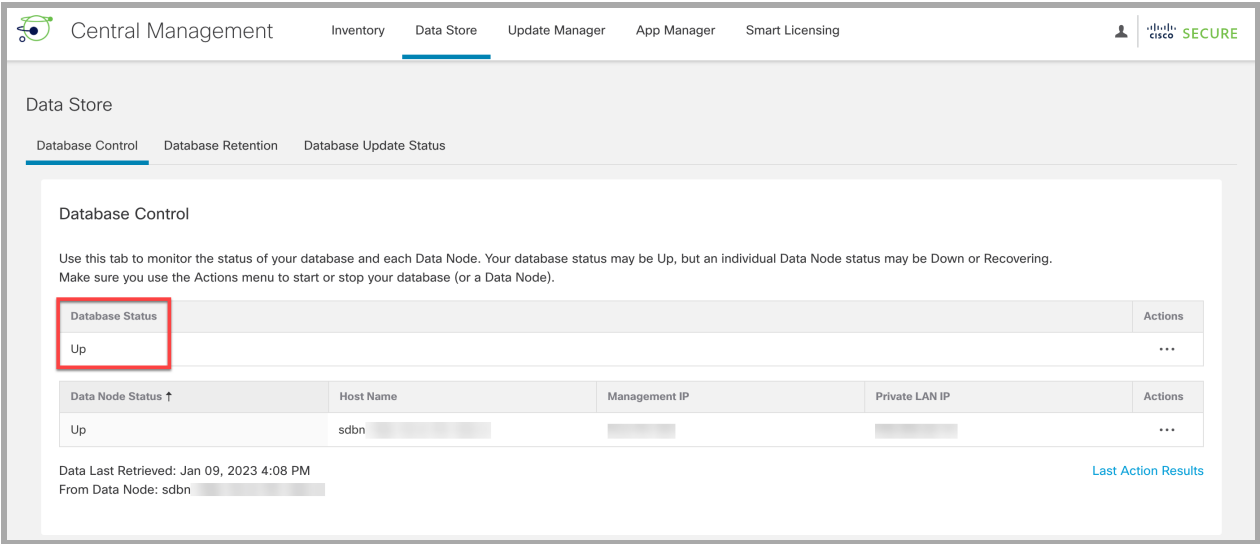 Central Management
Inventory
Data Store
Update Manager
App Manager
Smart Licensing
cisco SECURE
Data Store
Database Control
Database Retention
Database Update Status
Database Control
Use this tab to monitor the status of your database and each Data Node. Your database status may be Up, but an individual Data Node status may be Down or Recovering.
Make sure you use the Actions menu to start or stop your database (or a Data Node).
Database Status
Actions
Up
...
Data Node Status ↑
Host Name
Management IP
Private LAN IP
Actions
Up
sdbn
...
Data Last Retrieved: Jan 09, 2023 4:08 PM
Last Action Results
From Data Node: sdbn